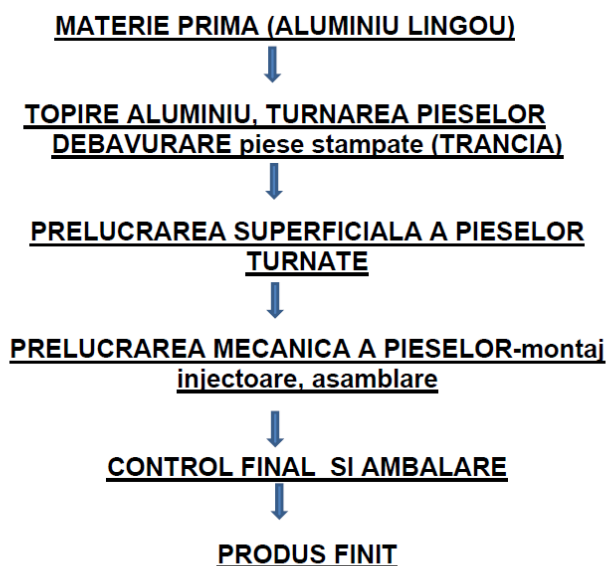 MATERIE PRIMA (ALUMINIU LINGOU)
TOPIRE ALUMINIU, TURNAREA PIESELOR
DEBAVURARE piese stampate (TRANCIA)
PRELUCRAREA SUPERFICIALA A PIESELOR
TURNATE
PRELUCRAREA MECANICA A PIESELOR-montaj
injectoare, asamblare
CONTROL FINAL SI AMBALARE
PRODUS FINIT